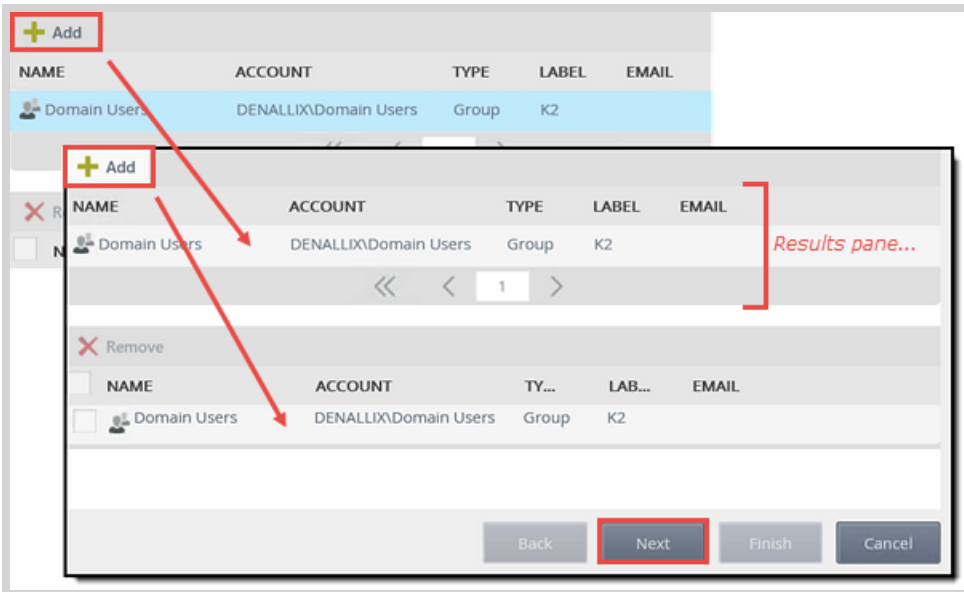 Add
NAME ACCOUNT TYPE LABEL EMAIL
Domain Users DENALLIX\Domain Users Group K2
Add
NAME ACCOUNT TYPE LABEL EMAIL
Domain Users DENALLIX\Domain Users Group K2
Results pane...
1
Remove
NAME ACCOUNT TY... LAB... EMAIL
Domain Users DENALLIX\Domain Users Group K2
Back Next Finish Cancel